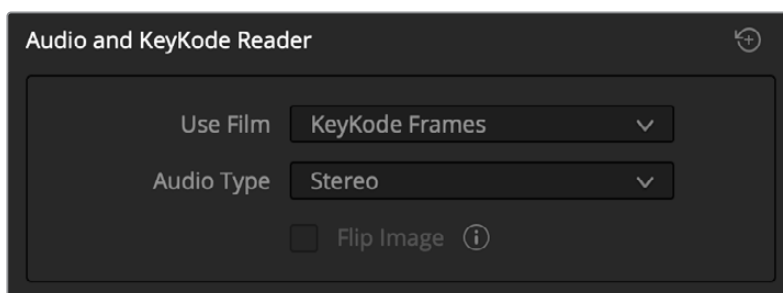 Audio and KeyKode Reader
Use Film KeyKode Frames
Audio Type Stereo
Flip Image